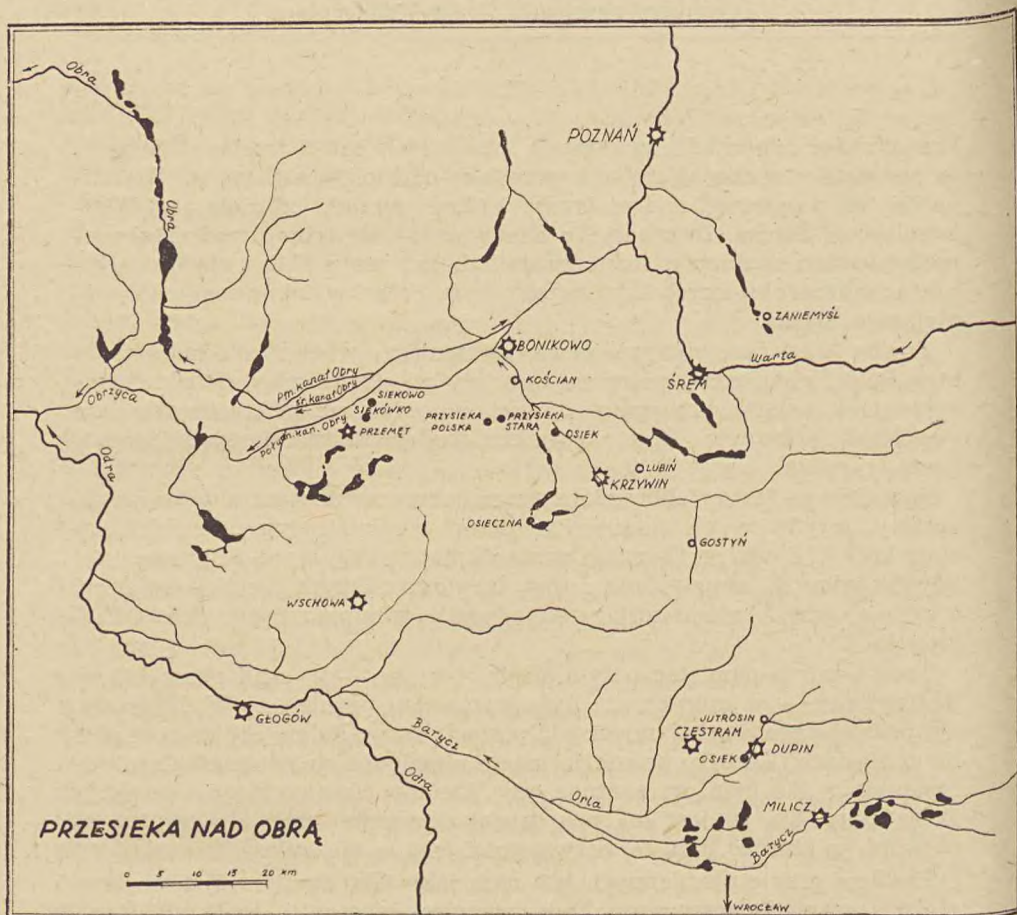 Obra
POZNAŃ
Obra
ZANIEMYŚL
BONIKOWO
Warta
ŚREM
Płn. kanał Obry
śr. kanał Obry
KOŚCIAN
Obrzyca
SIEKOWO
SIEKÓWKO
PRZEMĘT
połudn. kan. Obry
PRZYSIEKA
POLSKA
PRZYSIEKA
STARA
OSIEK
Odra
LUBIŃ
KRZYWIN
OSIECZNA
GOSTYŃ
WSCHOWA
GŁOGÓW
Barycz
Odra
JUTROSIN
CZESTRAM
DUPIN
OSIEK
Orla
MILICZ
Barycz
PRZESIEKA NAD OBRĄ
0 5 10 20 KM
WROCŁAW